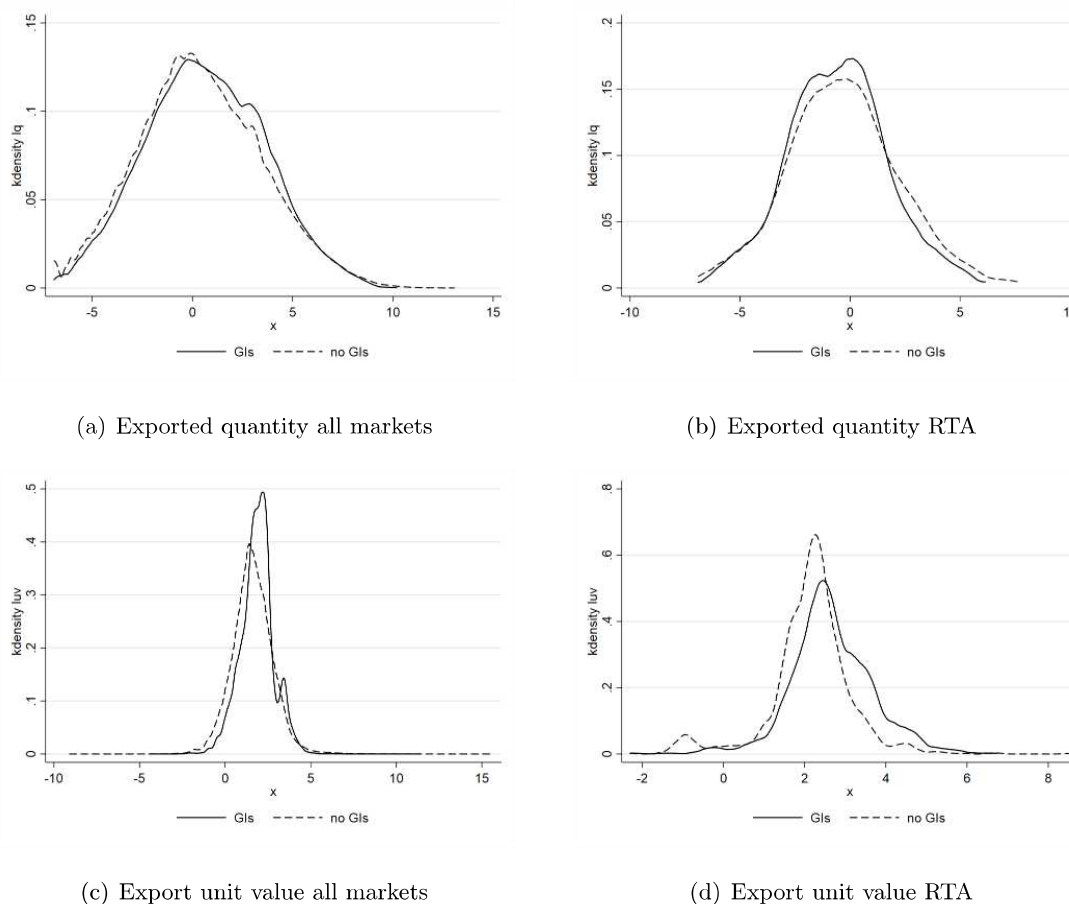 .15
.1
.05
0
kdensity lq
-5 0 5 10 15
x
GIs no GIs
(a) Exported quantity all markets
.2
.15
.1
.05
0
kdensity lq
-10 -5 0 5 10
x
GIs no GIs
(b) Exported quantity RTA
.5
.4
.3
.2
.1
0
kdensity luv
-10 -5 0 5 10 15
x
GIs no GIs
(c) Export unit value all markets
.8
.6
.4
.2
0
kdensity luv
-2 0 2 4 6 8
x
GIs no GIs
(d) Export unit value RTA